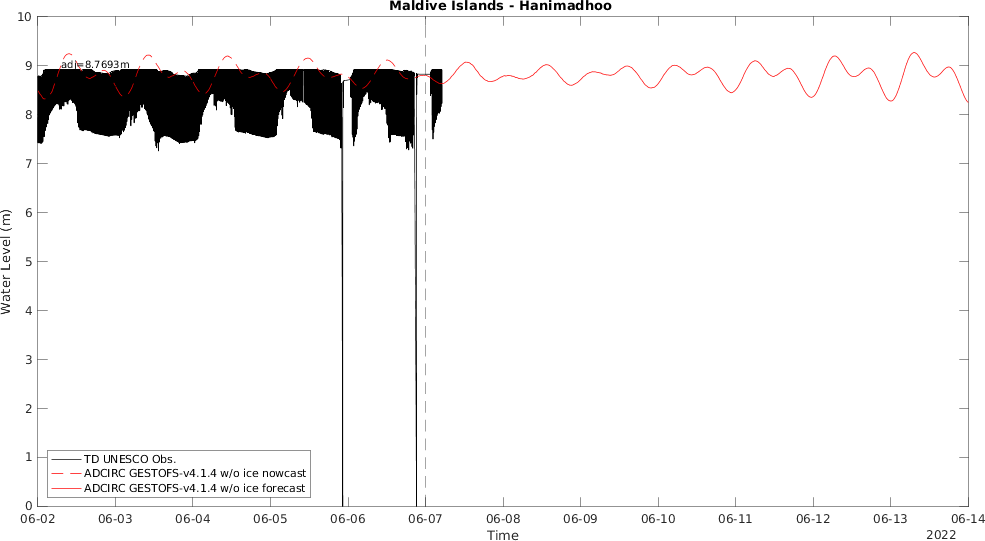 Maldive Islands - Hanimadhoo
10
9
8
7
6
5
4
3
2
1
0
Water Level (m)
adj=8.7693m
TD UNESCO Obs.
ADCIRC GESTOFS-v4.1.4 w/o ice nowcast
ADCIRC GESTOFS-v4.1.4 w/o ice forecast
06-02 06-03 06-04 06-05 06-06 06-07 06-08 06-09 06-10 06-11 06-12 06-13 06-14
Time
2022